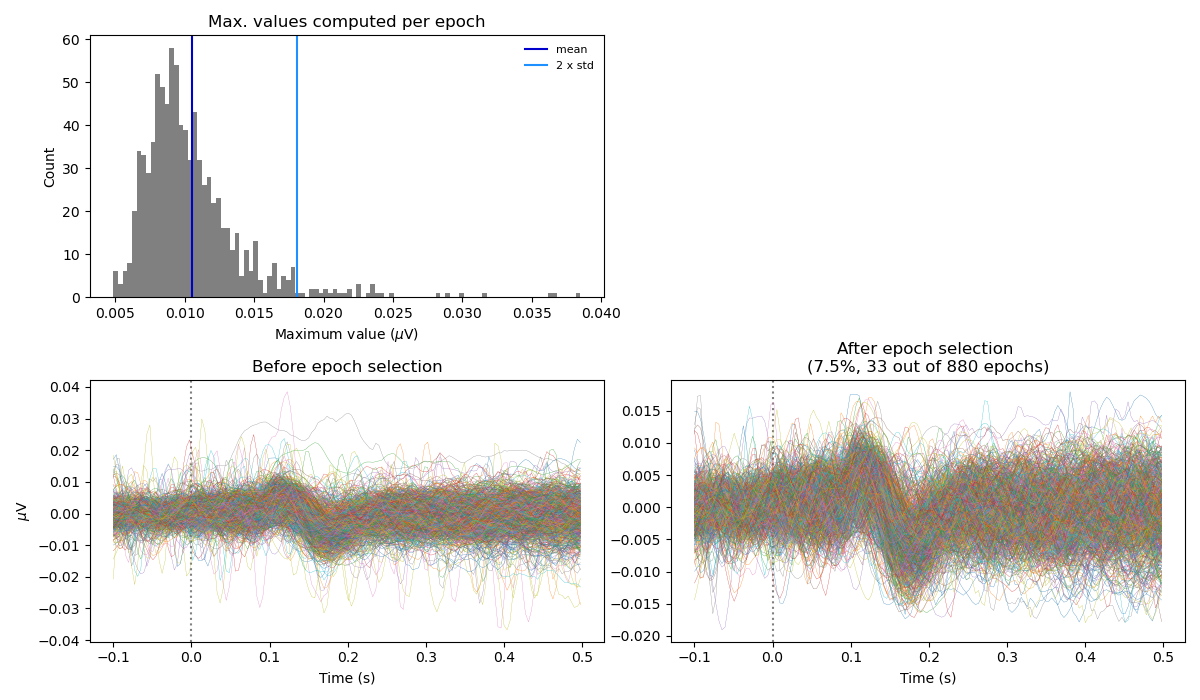 Max. values computed per epoch
60
50
40
30
20
10
0
Count
mean
2 x std
0.005 0.010 0.015 0.020 0.025 0.030 0.035 0.040
Maximum value (μV)
Before epoch selection
0.04
0.03
0.02
0.01
0.00
−0.01
−0.02
−0.03
−0.04
μV
−0.1 0.0 0.1 0.2 0.3 0.4 0.5
Time (s)
After epoch selection
(7.5%, 33 out of 880 epochs)
0.015
0.010
0.005
0.000
−0.005
−0.010
−0.015
−0.020
−0.1 0.0 0.1 0.2 0.3 0.4 0.5
Time (s)